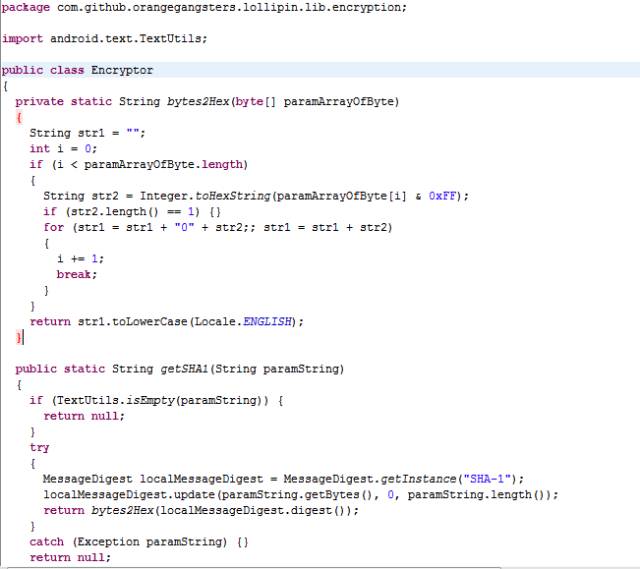 package com.github.orangegangsters.lollipin.lib.encryption;
import android.text.TextUtils;
public class Encryptor
{
private static String bytes2Hex(byte[] paramArrayOfByte)
{
String str1 = "";
int i = 0;
if (i < paramArrayOfByte.length)
{
String str2 = Integer.toHexString(paramArrayOfByte[i] & 0xFF);
if (str2.length() == 1) {}
for (str1 = str1 + "0" + str2;; str1 = str1 + str2)
{
i += 1;
break;
}
}
return str1.toLowerCase(Locale.ENGLISH);
}
public static String getSHA1(String paramString)
{
if (TextUtils.isEmpty(paramString)) {
return null;
}
try
{
MessageDigest localMessageDigest = MessageDigest.getInstance("SHA-1");
localMessageDigest.update(paramString.getBytes(), 0, paramString.length());
return bytes2Hex(localMessageDigest.digest());
}
catch (Exception paramString) {}
return null;